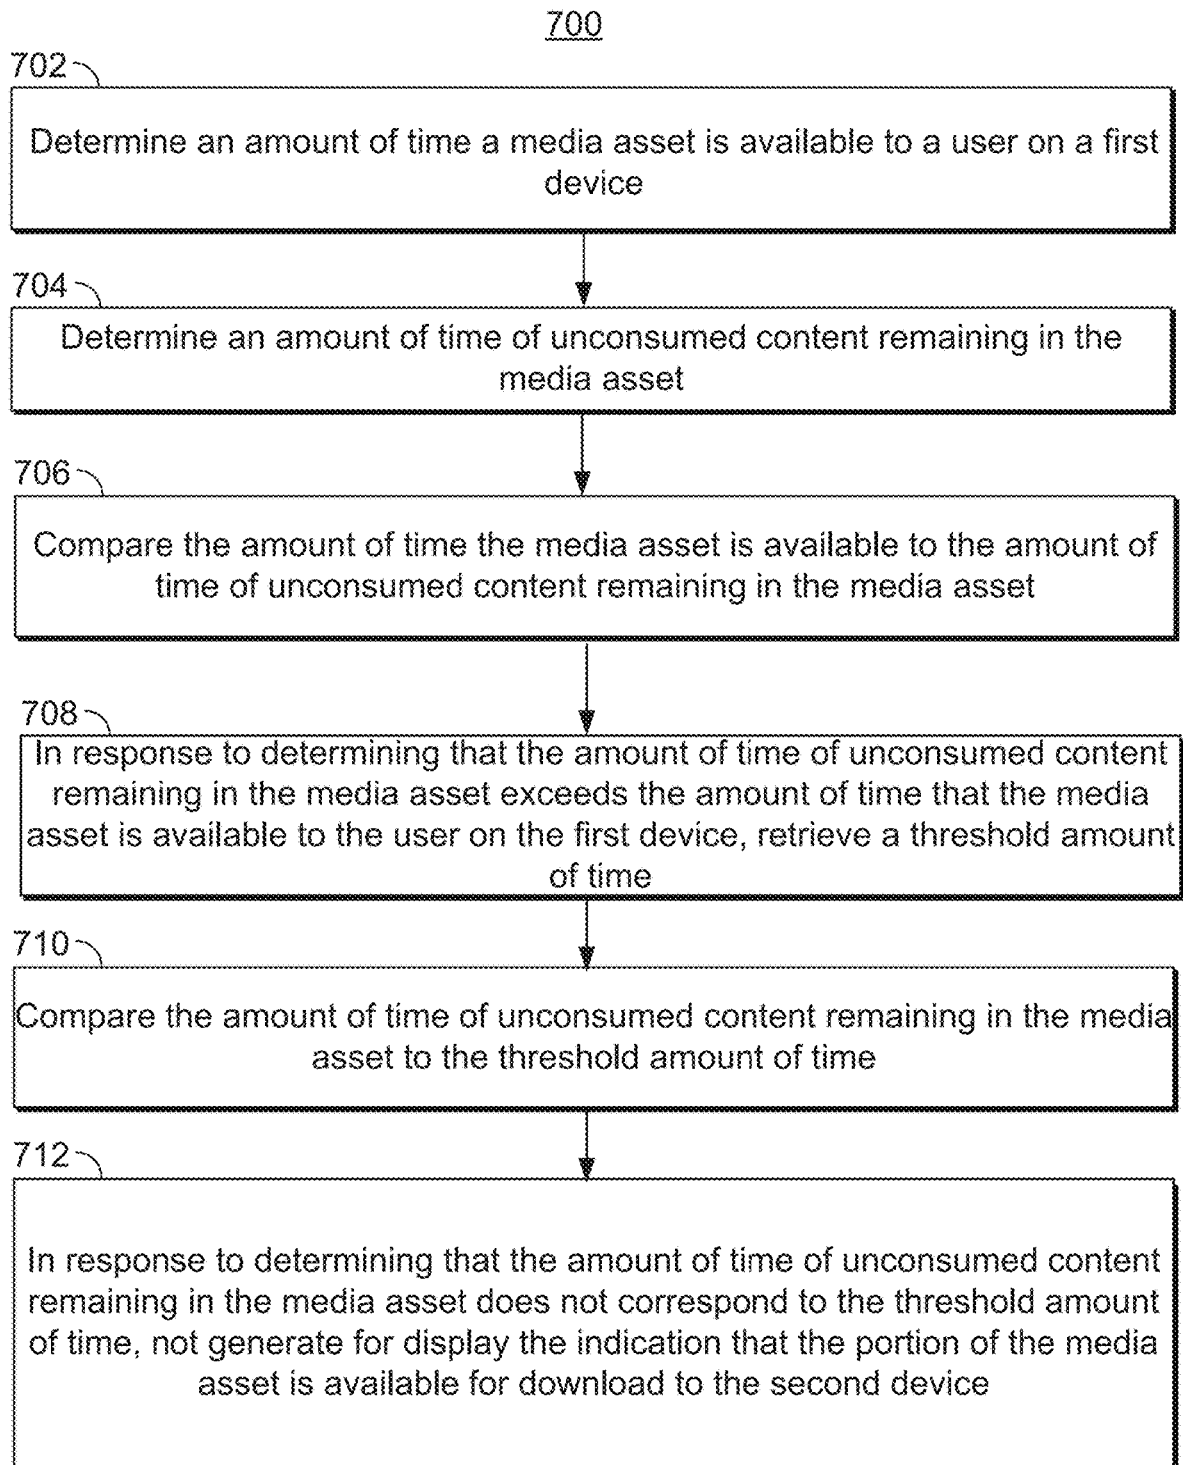 700
702
Determine an amount of time a media asset is available to a user on a first
device
704
Determine an amount of time of unconsumed content remaining in the
media asset
706
Compare the amount of time the media asset is available to the amount of
time of unconsumed content remaining in the media asset
708
In response to determining that the amount of time of unconsumed content
remaining in the media asset exceeds the amount of time that the media
asset is available to the user on the first device, retrieve a threshold amount
of time
710
Compare the amount of time of unconsumed content remaining in the media
asset to the threshold amount of time
712
In response to determining that the amount of time of unconsumed content
remaining in the media asset does not correspond to the threshold amount
of time, not generate for display the indication that the portion of the media
asset is available for download to the second device